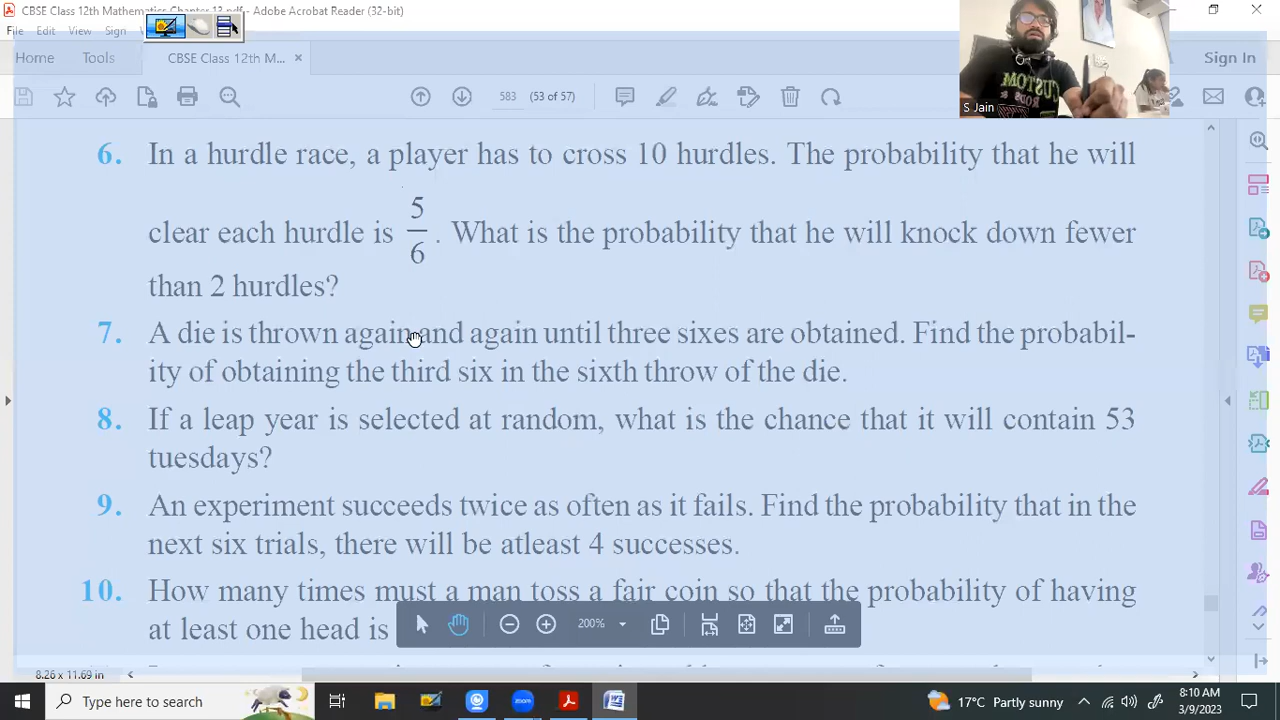 CBSE Class 12th Mathematics Chapter 13.pdf - Adobe Acrobat Reader (32-bit)
File Edit View Sign
Home Tools CBSE Class 12th M... × Sign In
583 (53 of 57)
S Jain
CUSTOM
6. In a hurdle race, a player has to cross 10 hurdles. The probability that he will
clear each hurdle is 5/6 . What is the probability that he will knock down fewer
than 2 hurdles?
7. A die is thrown again and again until three sixes are obtained. Find the probabil-
ity of obtaining the third six in the sixth throw of the die.
8. If a leap year is selected at random, what is the chance that it will contain 53
tuesdays?
9. An experiment succeeds twice as often as it fails. Find the probability that in the
next six trials, there will be atleast 4 successes.
10. How many times must a man toss a fair coin so that the probability of having
at least one head is
200%
8.26 x 11.69 in
Type here to search
17°C Partly sunny
8:10 AM
3/9/2023